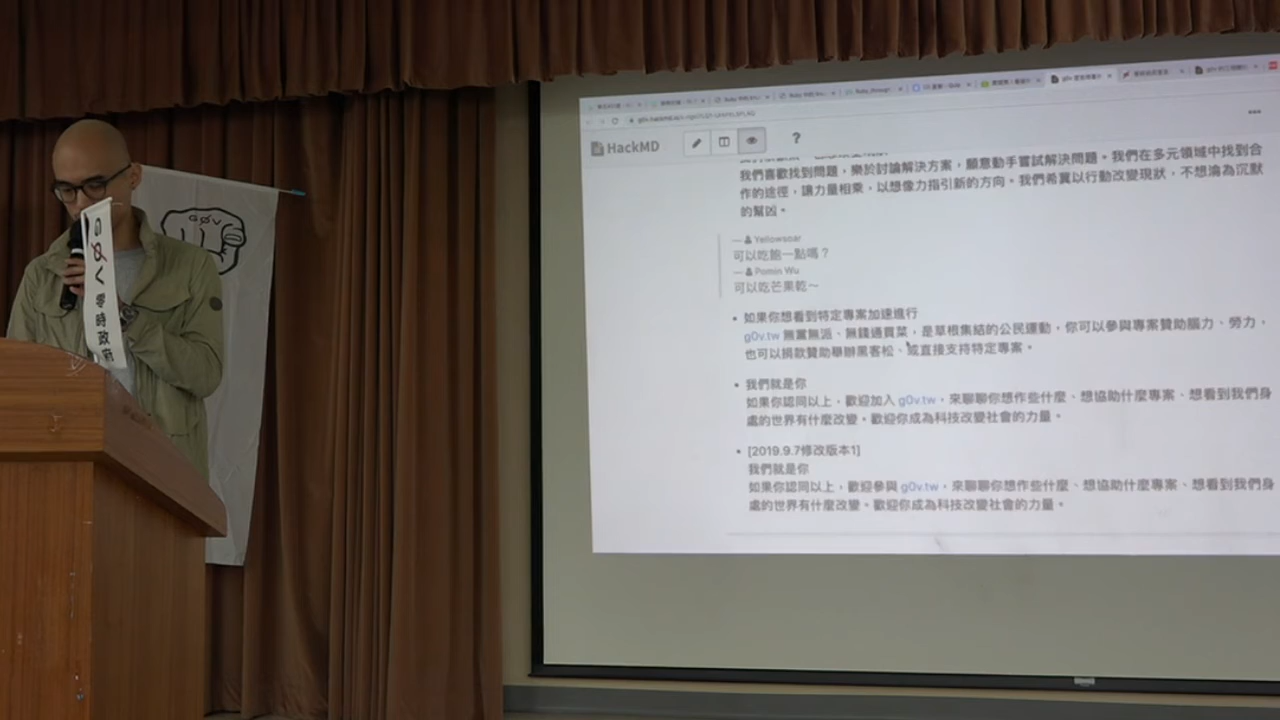 g0v
零時政府
HackMD
?
我們喜歡找到問題,樂於討論解決方案,願意動手嘗試解決問題。我們在多元領域中找到合
作的途徑,讓力量相乘,以想像力指引新的方向。我們希冀以行動改變現狀,不想淪為沉默
的幫凶。
— Yellowsoar
可以吃飽一點嗎?
— Pomin Wu
可以吃芒果乾~
• 如果你想看到特定專案加速進行
g0v.tw 無黨無派、無錢通買菜,是草根集結的公民運動,你可以參與專案贊助腦力、勞力,
也可以捐款贊助舉辦黑客松、或直接支持特定專案。
• 我們就是你
如果你認同以上,歡迎加入 g0v.tw,來聊聊你想作些什麼、想協助什麼專案、想看到我們身
處的世界有什麼改變。歡迎你成為科技改變社會的力量。
• [2019.9.7修改版本1]
我們就是你
如果你認同以上,歡迎參與 g0v.tw,來聊聊你想作些什麼、想協助什麼專案、想看到我們身
處的世界有什麼改變。歡迎你成為科技改變社會的力量。